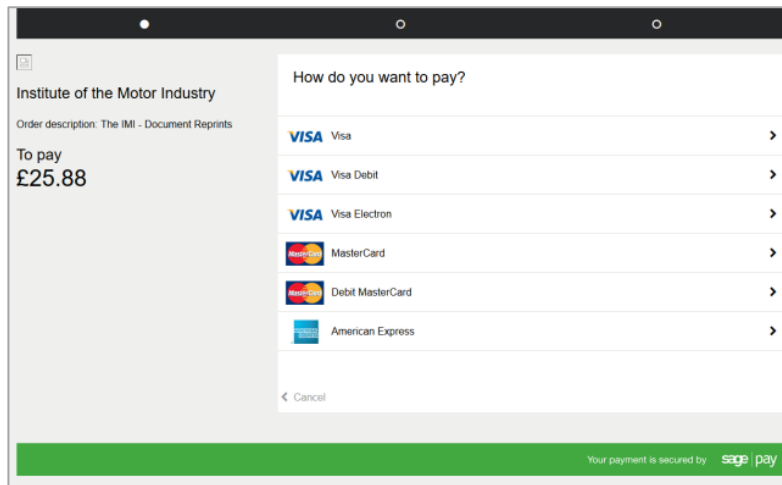 Institute of the Motor Industry
Order description: The IMI - Document Reprints
To pay
£25.88
How do you want to pay?
VISA Visa
VISA Visa Debit
VISA Visa Electron
MasterCard MasterCard
MasterCard Debit MasterCard
American Express
Cancel
Your payment is secured by sage pay